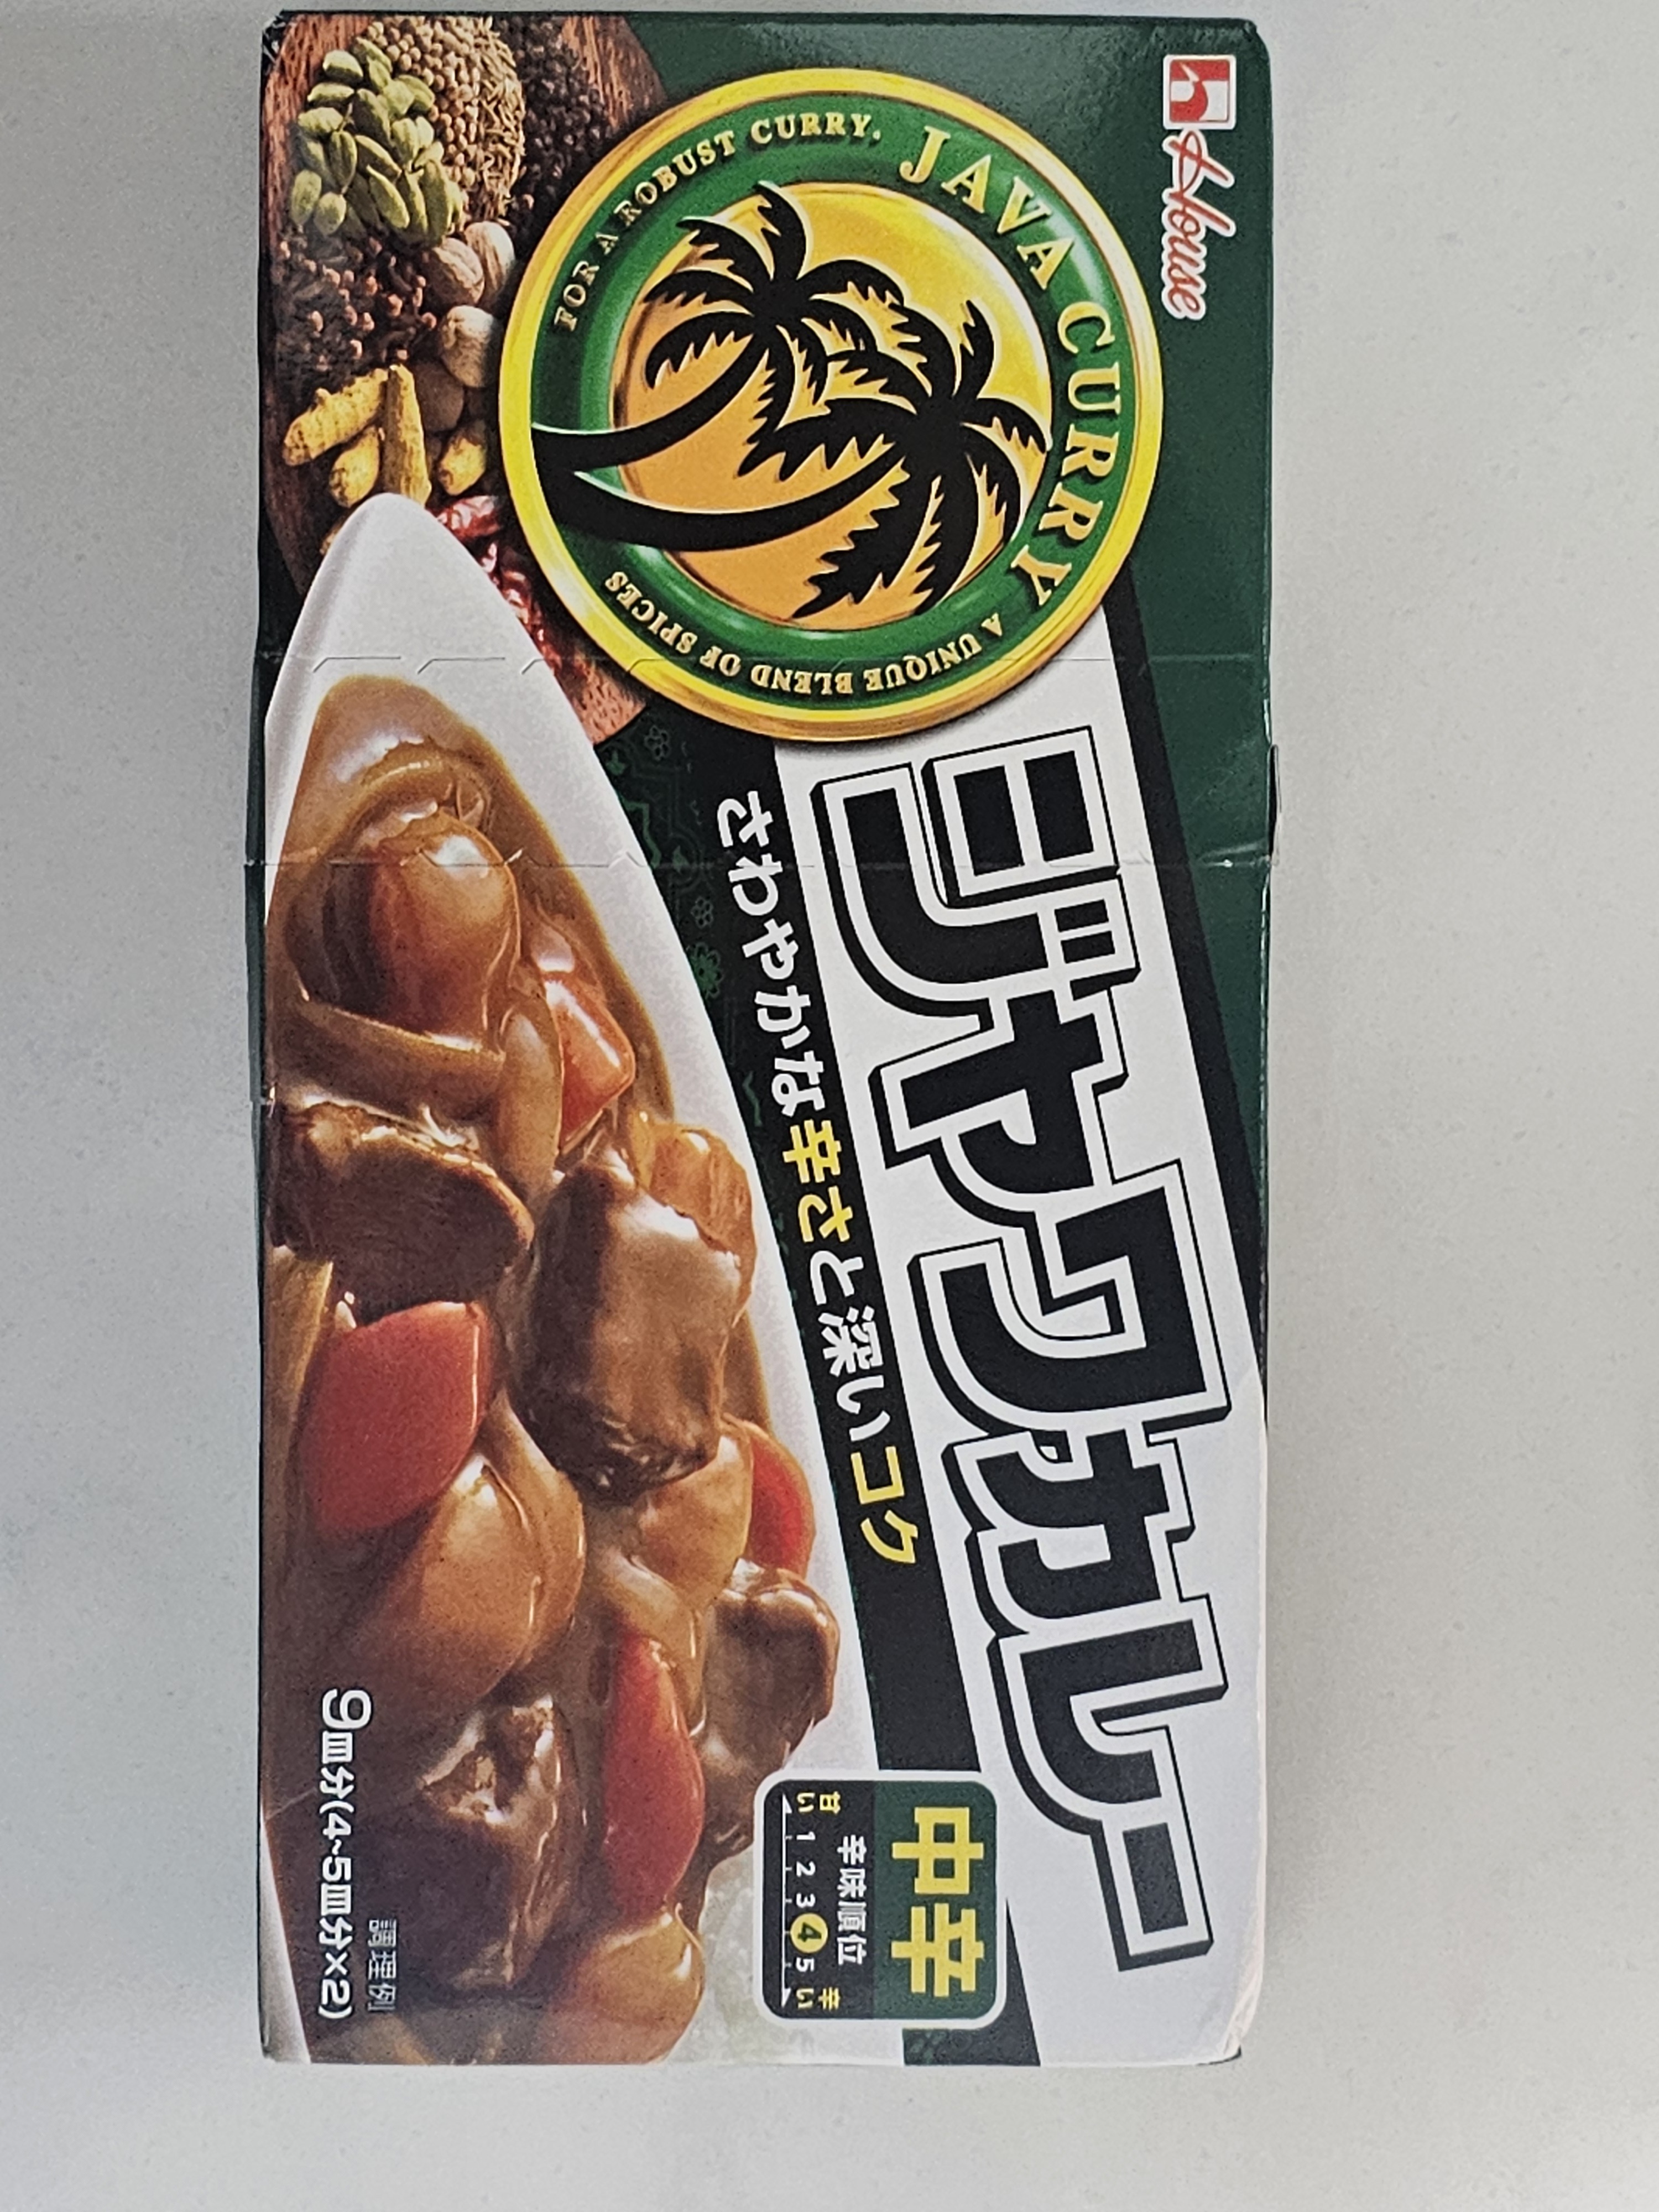 House
JAVA CURRY
A UNIQUE BLEND OF SPICES
FOR A ROBUST CURRY.
ジャワカレー
さわやかな辛さと深いコク
中辛
辛味順位
甘い 1 2 3 4 5 辛い
調理例
9皿分(4~5皿分×2)